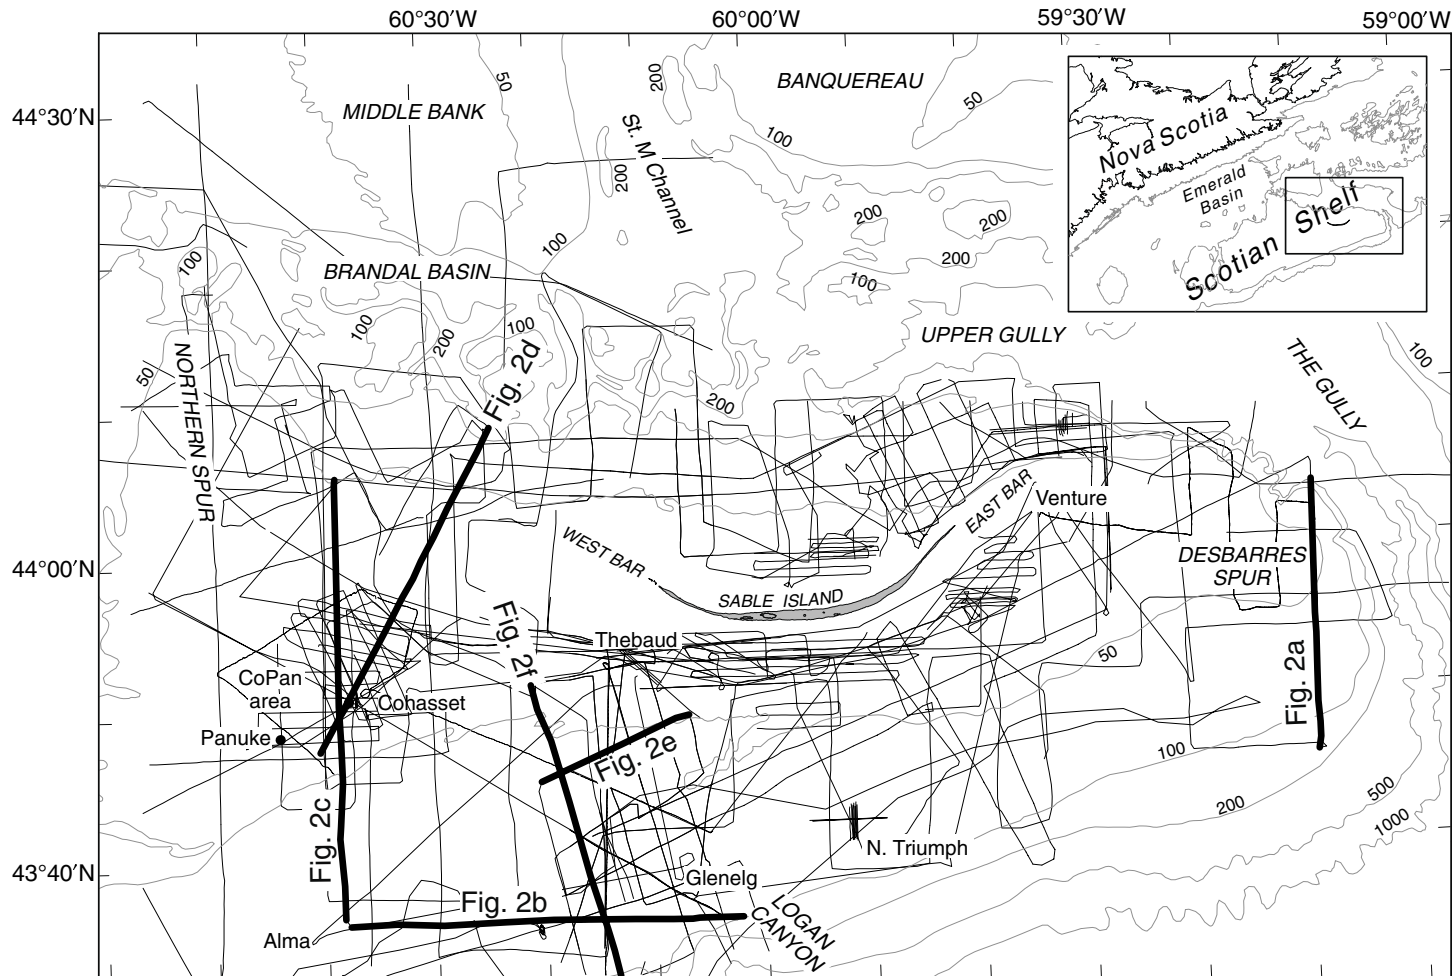 60°30′W
60°00′W
59°30′W
59°00′W
44°30′N
44°00′N
43°40′N
MIDDLE BANK
50
200
BANQUEREAU
50
100
St. M Channel
200
200
200
200
100
100
100
BRANDAL BASIN
100
200
100
UPPER GULLY
THE GULLY
100
50
NORTHERN SPUR
Fig. 2d
200
Nova Scotia
Emerald
Basin
Scotian Shelf
WEST BAR
EAST BAR
Venture
DESBARRES
SPUR
SABLE ISLAND
Thebaud
Fig. 2f
50
CoPan
area
Cohasset
Panuke
Fig. 2a
Fig. 2e
100
200
500
1000
Fig. 2c
N. Triumph
Glenelg
Fig. 2b
Alma
LOGAN
CANYON